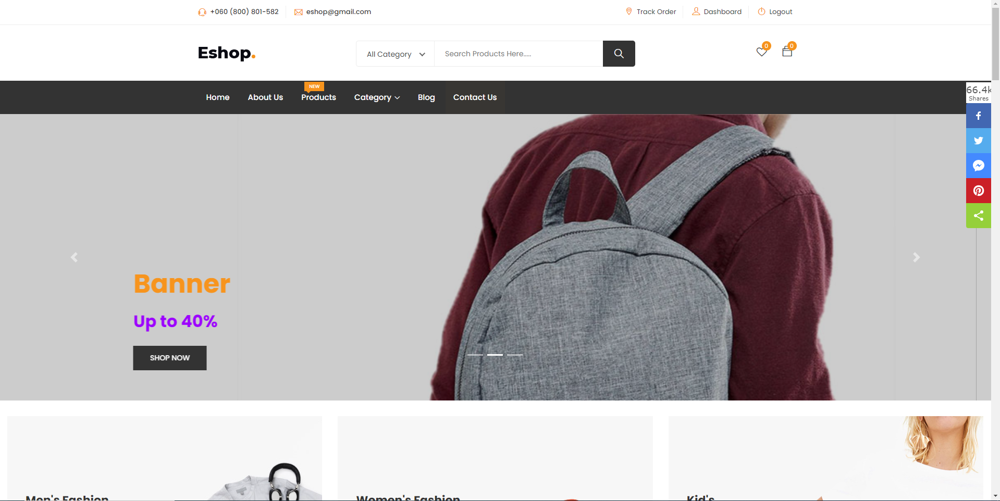 +060 (800) 801-582
eshop@gmail.com
Track Order
Dashboard
Logout
Eshop.
All Category
Search Products Here.....
0
0
NEW
Home
About Us
Products
Category
Blog
Contact Us
66.4k
Shares
Banner
Up to 40%
SHOP NOW
Men's Fashion
Women's Fashion
Kid's